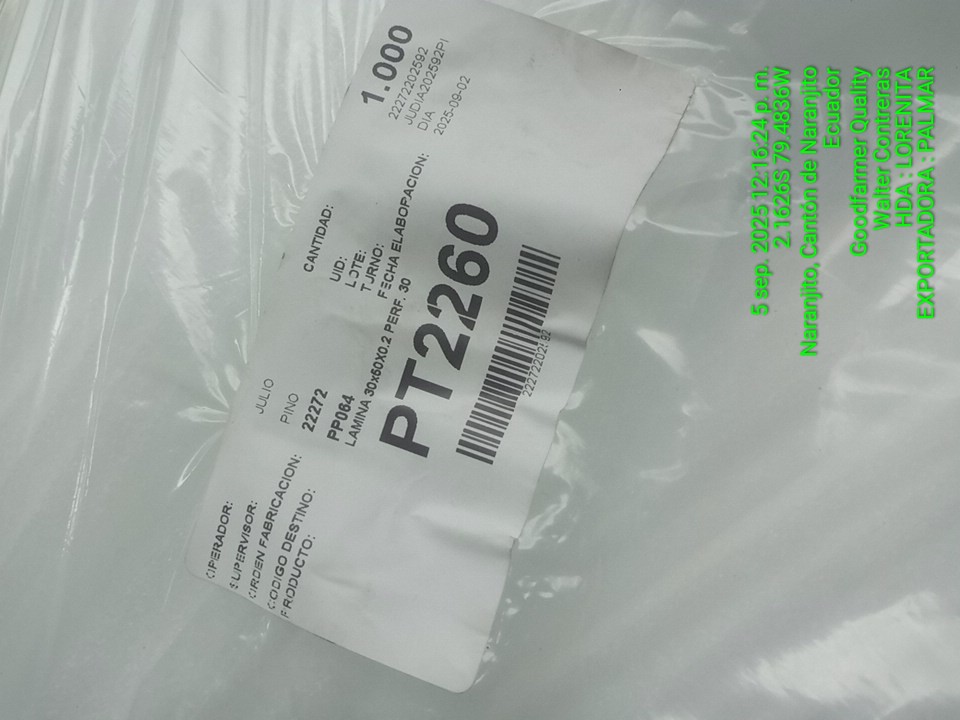 OPERADOR: JULIO
SUPERVISOR: PINO
ORDEN FABRICACION: 22272
CODIGO DESTINO: PP064
PRODUCTO: LAMINA 30x60X0.2 PERF. 30
CANTIDAD: 1.000
UID: 22272202592
LOTE: JUDIA202592PI
TURNO: DIA
FECHA ELABORACION: 2025-09-02
PT2260
22272202592
5 sep. 2025 12:16:24 p. m.
2.1626S 79.4836W
Naranjito, Cantón de Naranjito
Ecuador
Goodfarmer Quality
Walter Contreras
HDA : LORENITA
EXPORTADORA : PALMAR